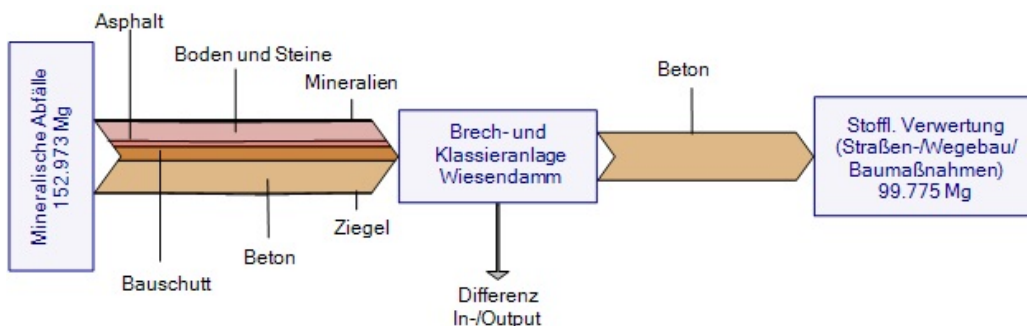 Asphalt
Boden und Steine
Mineralien
Mineralische Abfälle
152.973 Mg
Ziegel
Beton
Bauschutt
Brech- und
Klassieranlage
Wiesendamm
Differenz
In-/Output
Beton
Stoffl. Verwertung
(Straßen-/Wegebau/
Baumaßnahmen)
99.775 Mg